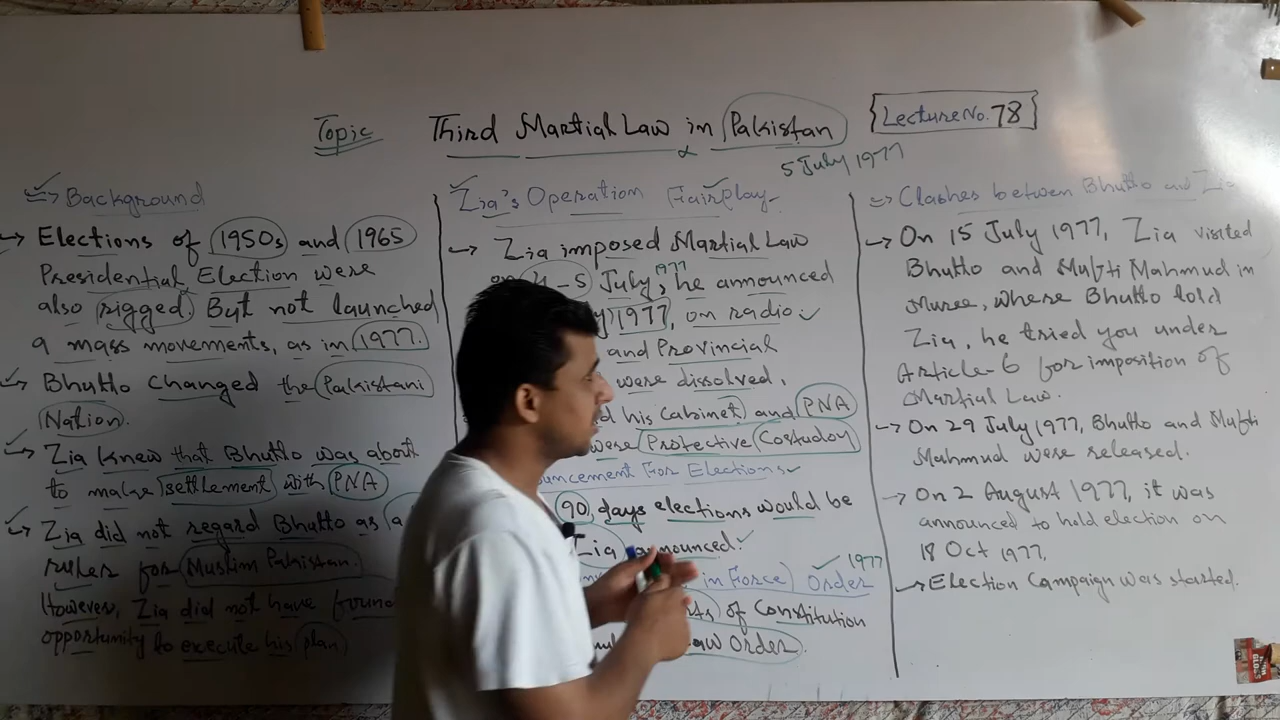 Topic Third Martial Law in Pakistan
Lecture No. 78
5 July 1977
Background
Elections of 1950s and 1965
Presidential Election were
also rigged. But not launched
a mass movements, as in 1977.
Bhutto changed the Pakistani
Nation.
Zia knew that Bhutto was about
to make settlement with PNA
Zia did not regard Bhutto as a
ruler for Muslim Pakistan.
However, Zia did not have found
opportunity to execute his plan
Zia's Operation Fairplay-
Zia imposed Martial Law
on 4-5 July, 1977 he announced
1977, on radio.
and Provincial
were dissolved.
his Cabinet and PNA
were Protective Costudoy
For Elections
90, days elections would be
Zia announced.
in Force) Order 1977
of Constitution
Law Order.
Clashes between Bhutto and Zia
On 15 July 1977, Zia visited
Bhutto and Mufti Mahmud in
Muree, where Bhutto told
Zia, he tried you under
Article-6 for imposition of
Martial Law.
On 29 July 1977, Bhutto and Mufti
Mahmud were released.
On 2 August 1977, it was
announced to hold election on
18 Oct 1977.
Election Campaign was started.